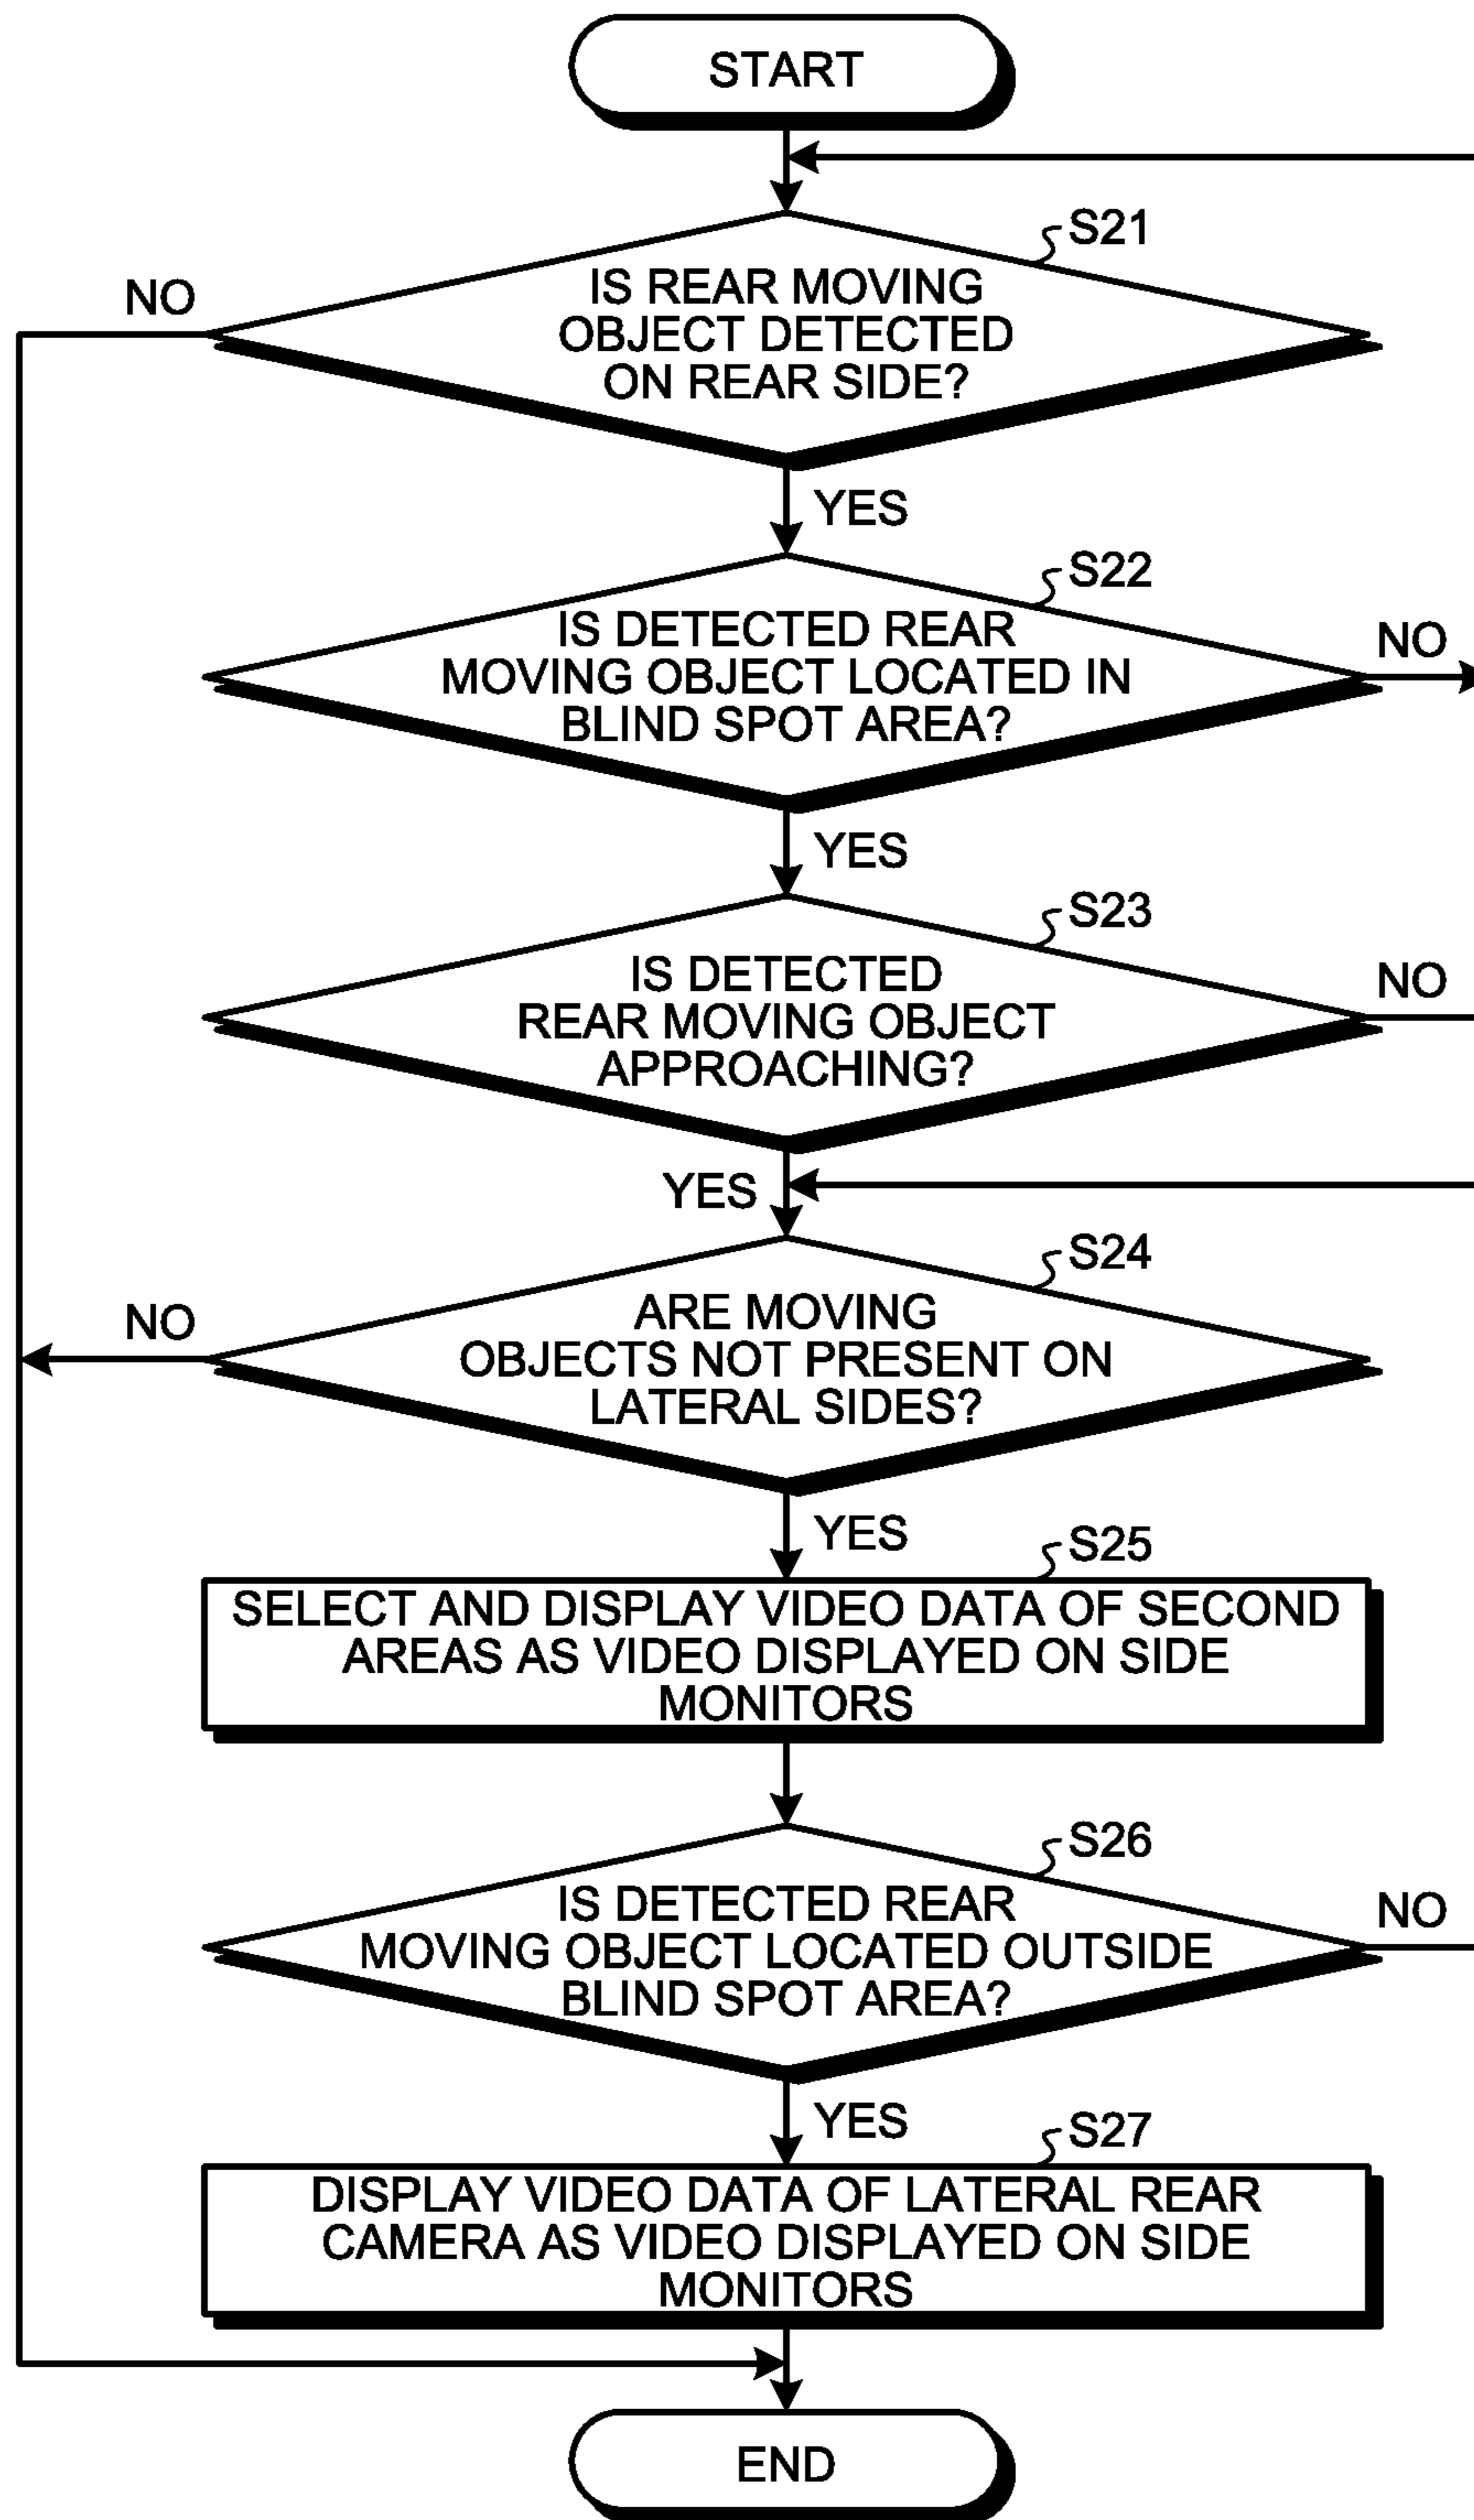 START
S21
NO
IS REAR MOVING
OBJECT DETECTED
ON REAR SIDE?
YES
S22
IS DETECTED REAR
MOVING OBJECT LOCATED IN
BLIND SPOT AREA?
NO
YES
S23
IS DETECTED
REAR MOVING OBJECT
APPROACHING?
NO
YES
S24
NO
ARE MOVING
OBJECTS NOT PRESENT ON
LATERAL SIDES?
YES
S25
SELECT AND DISPLAY VIDEO DATA OF SECOND
AREAS AS VIDEO DISPLAYED ON SIDE
MONITORS
S26
IS DETECTED REAR
MOVING OBJECT LOCATED OUTSIDE
BLIND SPOT AREA?
NO
YES
S27
DISPLAY VIDEO DATA OF LATERAL REAR
CAMERA AS VIDEO DISPLAYED ON SIDE
MONITORS
END